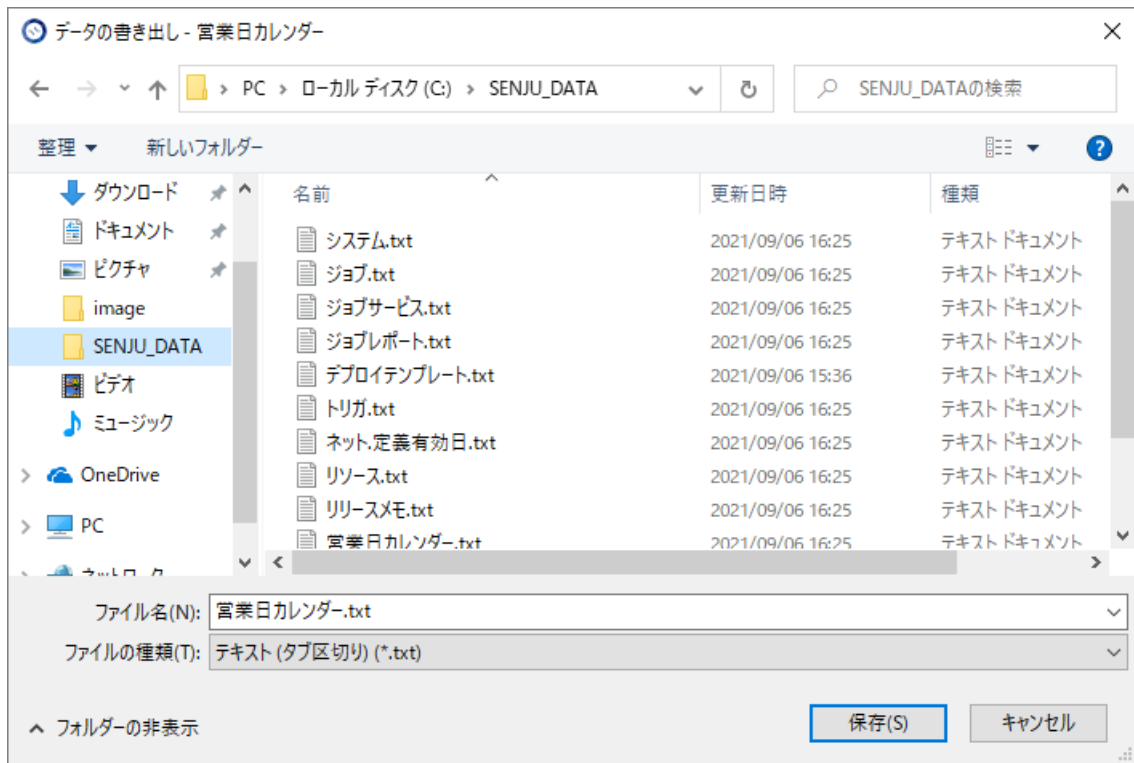 データの書き出し - 営業日カレンダー
PC › ローカル ディスク (C:) › SENJU_DATA
SENJU_DATAの検索
整理
新しいフォルダー
ダウンロード
ドキュメント
ピクチャ
image
SENJU_DATA
ビデオ
ミュージック
OneDrive
PC
ネットワーク
名前 更新日時 種類
システム.txt 2021/09/06 16:25 テキスト ドキュメント
ジョブ.txt 2021/09/06 16:25 テキスト ドキュメント
ジョブサービス.txt 2021/09/06 16:25 テキスト ドキュメント
ジョブレポート.txt 2021/09/06 16:25 テキスト ドキュメント
デプロイテンプレート.txt 2021/09/06 15:36 テキスト ドキュメント
トリガ.txt 2021/09/06 16:25 テキスト ドキュメント
ネット.定義有効日.txt 2021/09/06 16:25 テキスト ドキュメント
リソース.txt 2021/09/06 16:25 テキスト ドキュメント
リリースメモ.txt 2021/09/06 16:25 テキスト ドキュメント
営業日カレンダー.txt 2021/09/06 16:25 テキスト ドキュメント
ファイル名(N): 営業日カレンダー.txt
ファイルの種類(T): テキスト (タブ区切り) (*.txt)
フォルダーの非表示
保存(S)
キャンセル